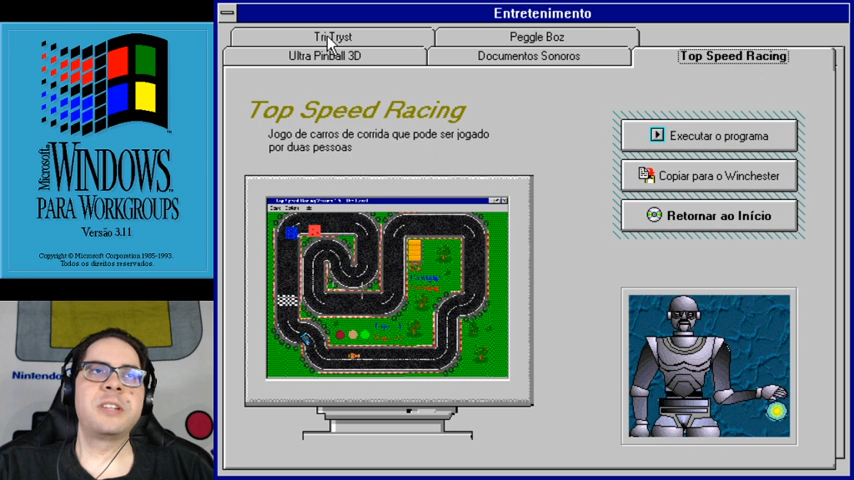 Microsoft
WINDOWS
PARA WORKGROUPS
Versão 3.11
Copyright © Microsoft Corporation 1985-1993.
Todos os direitos reservados.
Nintendo
Entretenimento
Tri-Tryst
Peggle Boz
Ultra Pinball 3D
Documentos Sonoros
Top Speed Racing
Top Speed Racing
Jogo de carros de corrida que pode ser jogado
por duas pessoas
Executar o programa
Copiar para o Winchester
Retornar ao Início